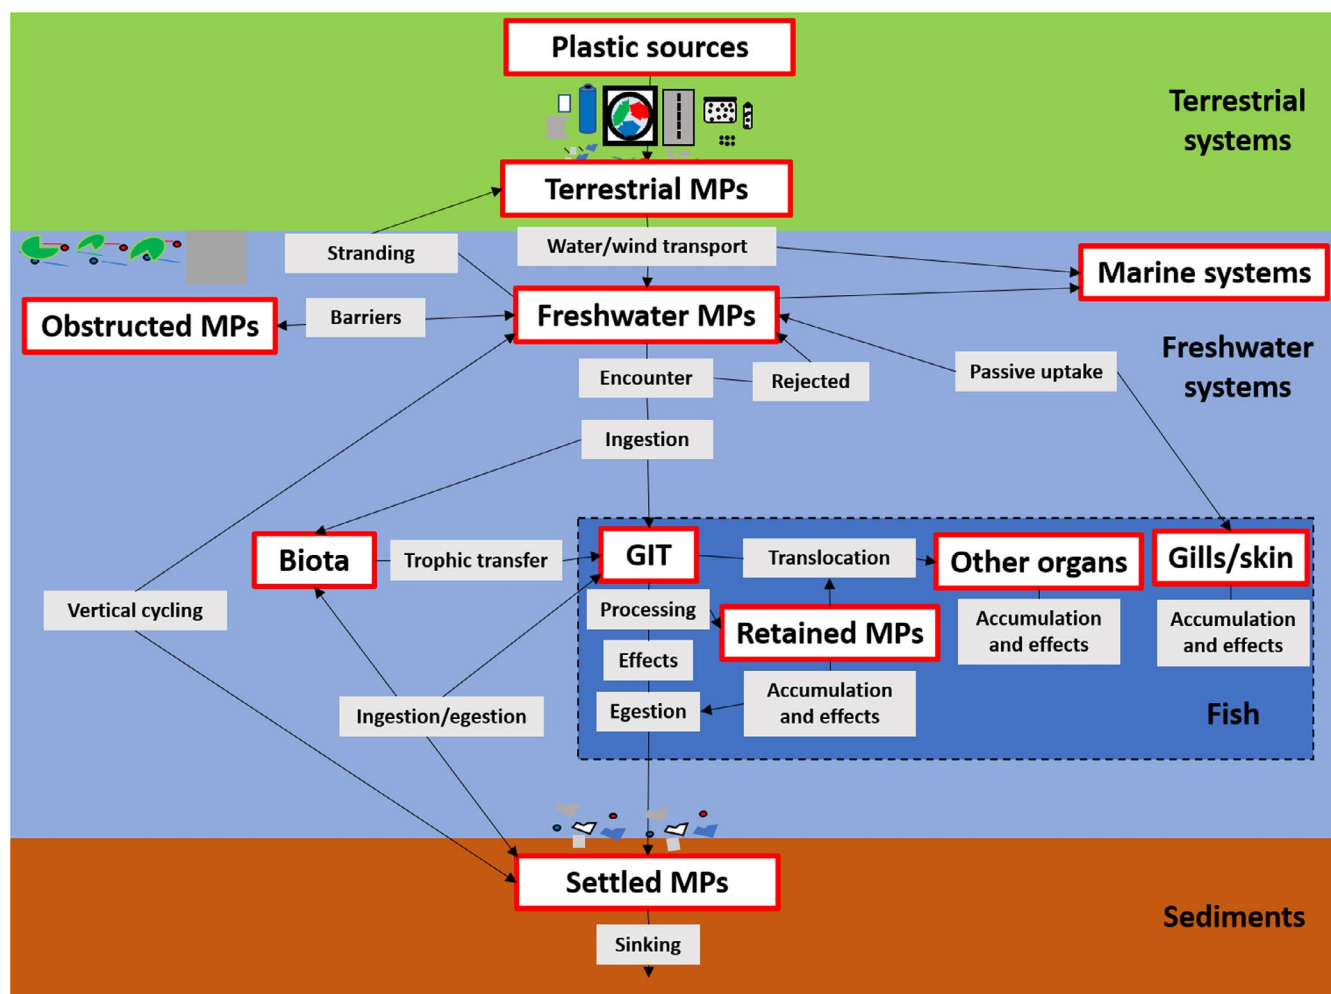 Plastic sources
Terrestrial
systems
Terrestrial MPs
Stranding
Water/wind transport
Marine systems
Obstructed MPs
Barriers
Freshwater MPs
Freshwater
systems
Encounter
Rejected
Passive uptake
Ingestion
Biota
Trophic transfer
GIT
Translocation
Other organs
Gills/skin
Vertical cycling
Processing
Retained MPs
Accumulation
and effects
Accumulation
and effects
Effects
Ingestion/egestion
Egestion
Accumulation
and effects
Fish
Settled MPs
Sediments
Sinking